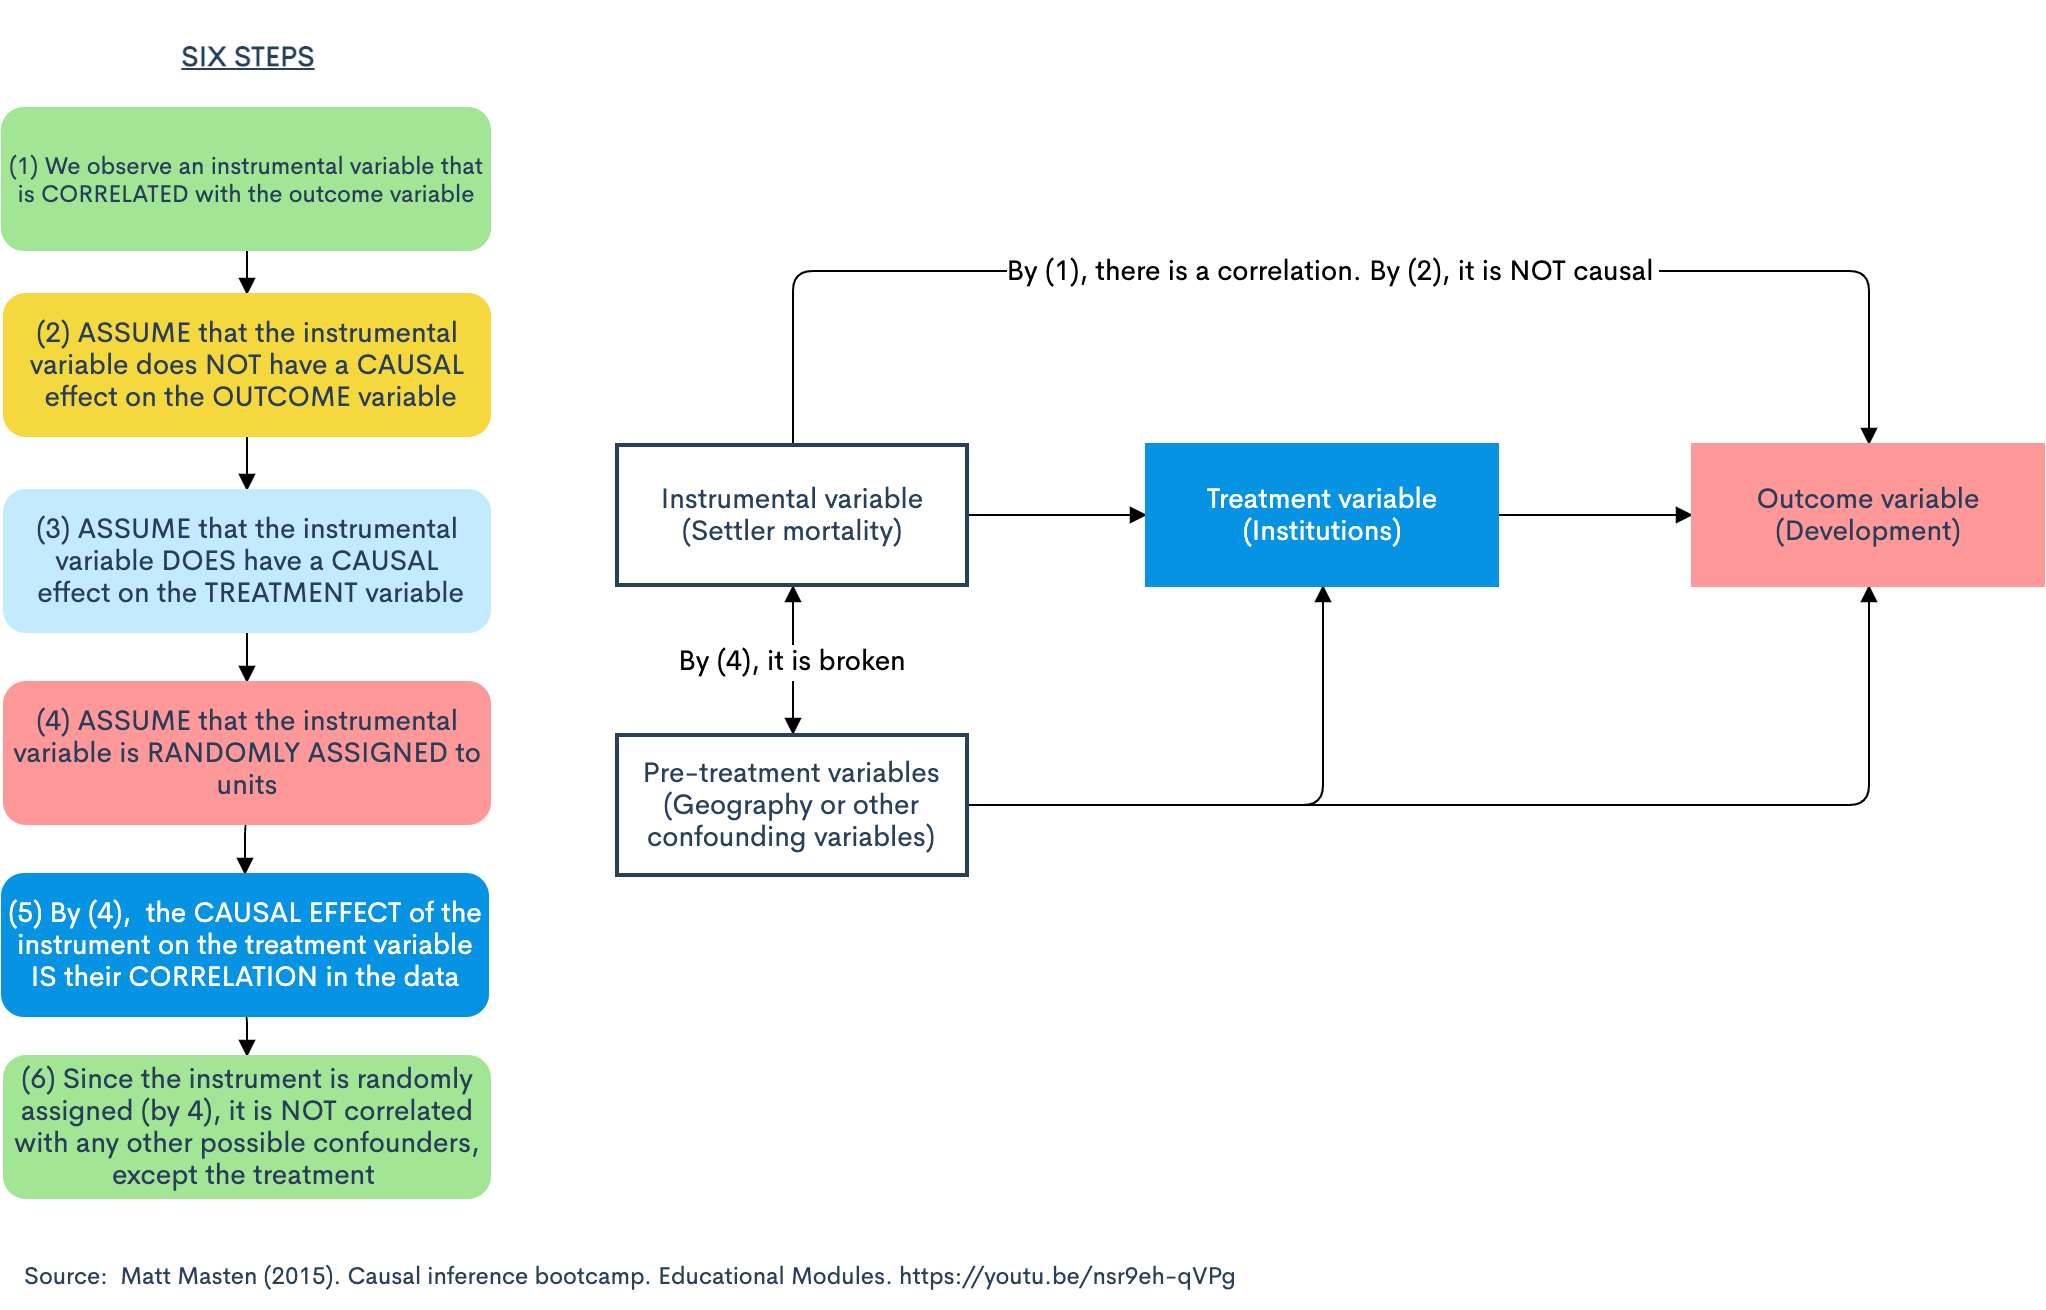 SIX STEPS
(1) We observe an instrumental variable that
is CORRELATED with the outcome variable
(2) ASSUME that the instrumental
variable does NOT have a CAUSAL
effect on the OUTCOME variable
(3) ASSUME that the instrumental
variable DOES have a CAUSAL
effect on the TREATMENT variable
(4) ASSUME that the instrumental
variable is RANDOMLY ASSIGNED to
units
(5) By (4), the CAUSAL EFFECT of the
instrument on the treatment variable
IS their CORRELATION in the data
(6) Since the instrument is randomly
assigned (by 4), it is NOT correlated
with any other possible confounders,
except the treatment
By (1), there is a correlation. By (2), it is NOT causal
Instrumental variable
(Settler mortality)
Treatment variable
(Institutions)
Outcome variable
(Development)
By (4), it is broken
Pre-treatment variables
(Geography or other
confounding variables)
Source: Matt Masten (2015). Causal inference bootcamp. Educational Modules. https://youtu.be/nsr9eh-qVPg